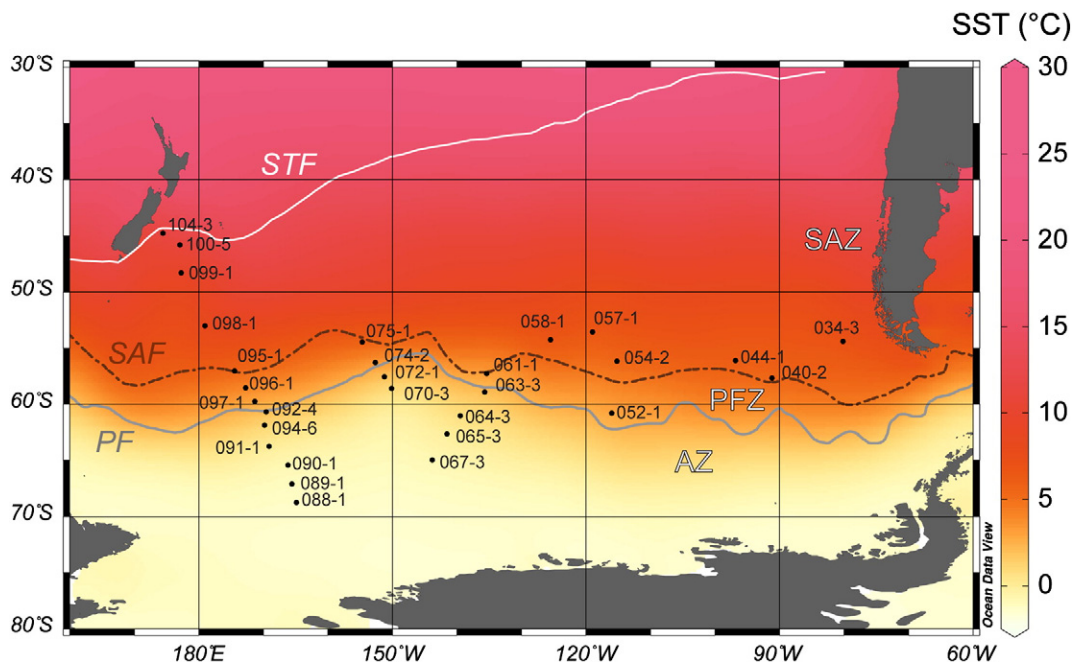 SST (°C)
30°S
40°S
50°S
60°S
70°S
80°S
STF
SAZ
SAF
PFZ
PF
AZ
104-3
100-5
099-1
098-1
095-1
096-1
097-1
092-4
094-6
091-1
090-1
089-1
088-1
075-1
074-2
072-1
070-3
061-1
063-3
064-3
065-3
067-3
058-1
057-1
054-2
052-1
044-1
040-2
034-3
180°E
150°W
120°W
90°W
60°W
Ocean Data View
30
25
20
15
10
5
0